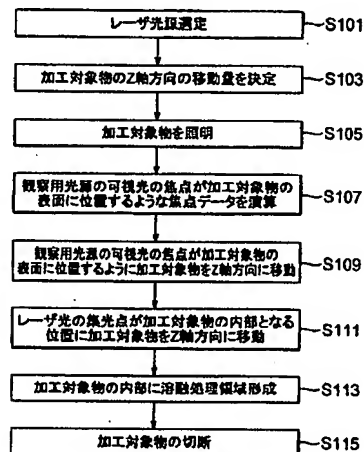 レーザ光源選定
S101
加工対象物のZ軸方向の移動量を決定
S103
加工対象物を照明
S105
観察用光源の可視光の焦点が加工対象物の
表面に位置するような焦点データを演算
S107
観察用光源の可視光の焦点が加工対象物の
表面に位置するように加工対象物をZ軸方向に移動
S109
レーザ光の集光点が加工対象物の内部となる
位置に加工対象物をZ軸方向に移動
S111
加工対象物の内部に溶融処理領域形成
S113
加工対象物の切断
S115